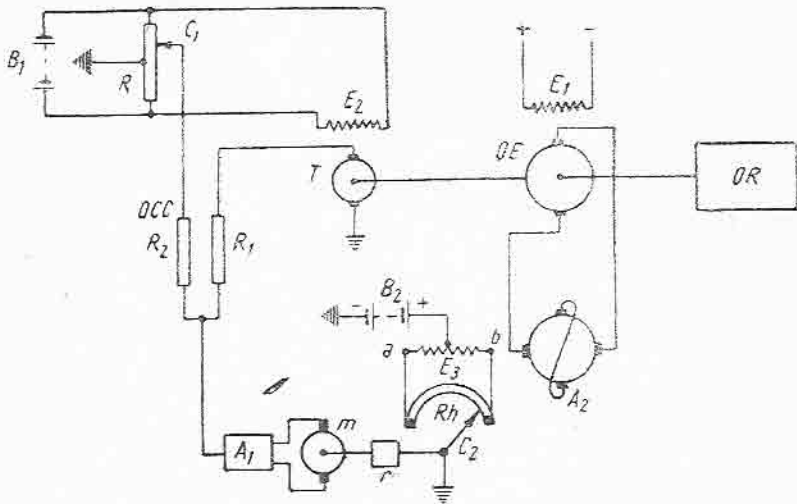 C1
B1
R
E2
+ -
E1
T
OE
OR
OCC
R2
R1
- B2 +
a
b
E3
Rh
A2
m
A1
r
C2